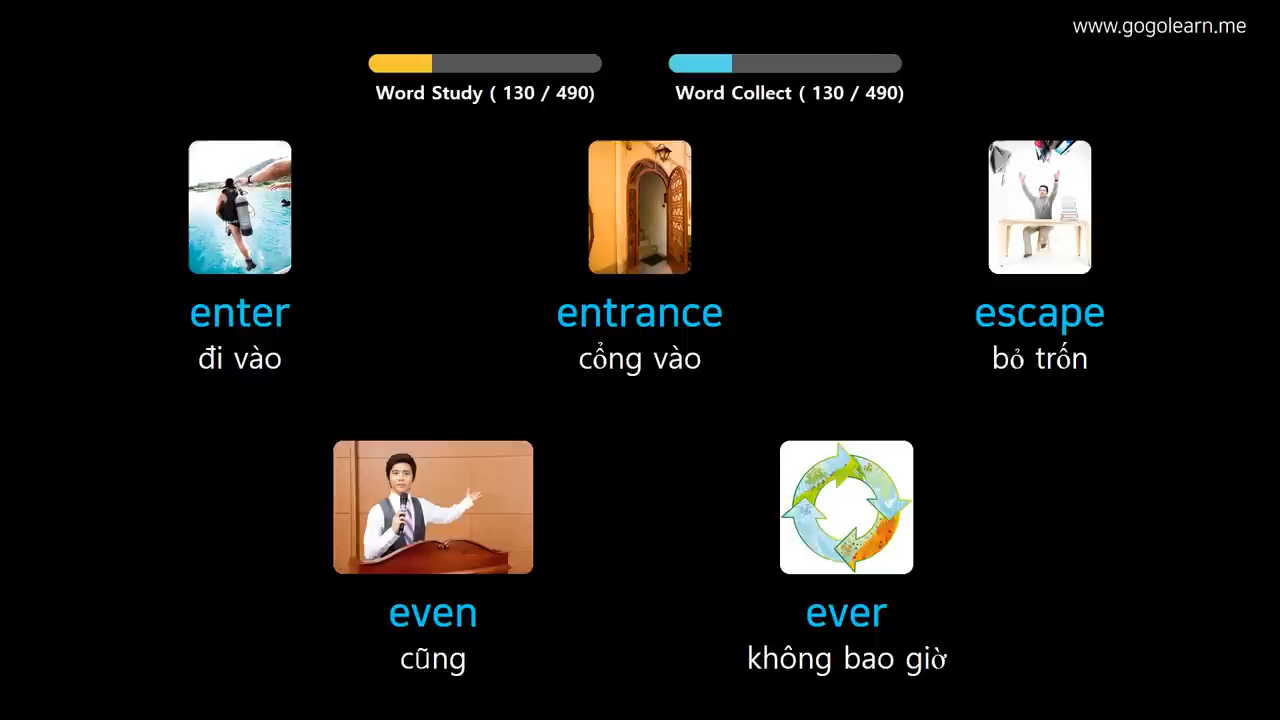 www.gogolearn.me
Word Study ( 130 / 490)
Word Collect ( 130 / 490)
enter
đi vào
entrance
cổng vào
escape
bỏ trốn
even
cũng
ever
không bao giờ